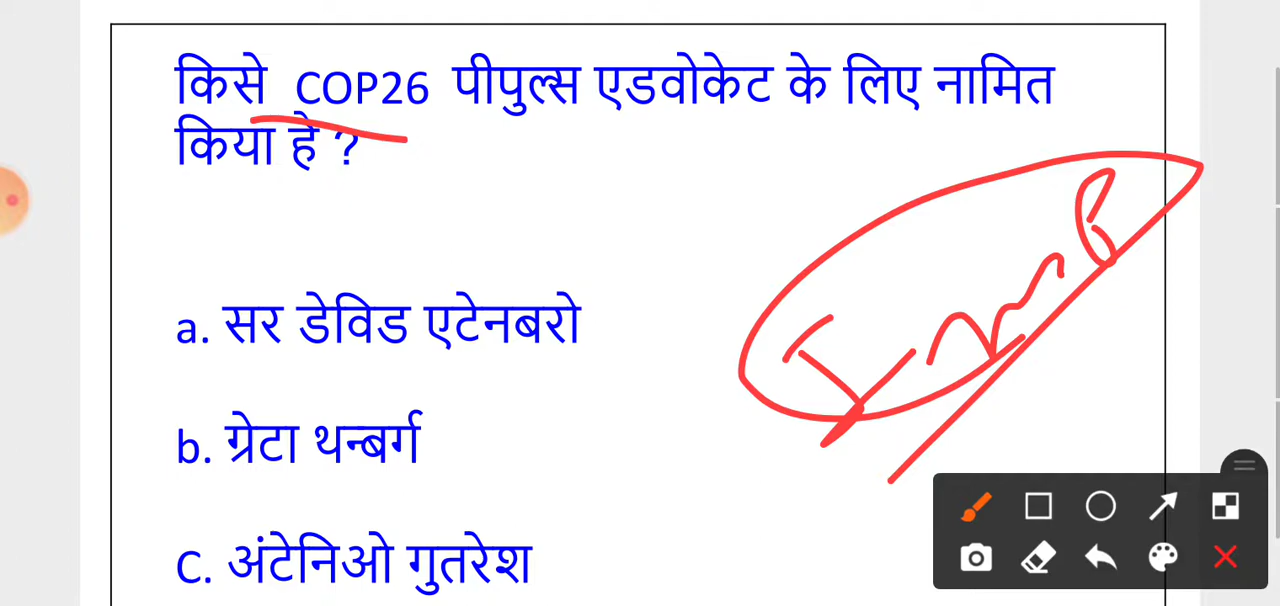 किसे COP26 पीपुल्स एडवोकेट के लिए नामित
किया हे ?
a. सर डेविड एटेनबरो
b. ग्रेटा थन्बर्ग
C. अंटेनिओ गुतरेश